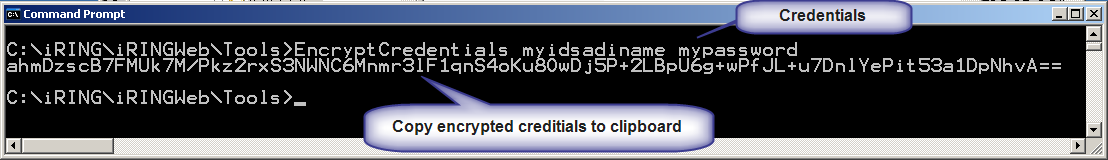 Command Prompt
Credentials
C:\iRING\iRINGWeb\Tools>EncryptCredentials myidsadiname mypassword
ahmDzscB7FMUk7M/Pkz2rxS3NWNC6Mnmr3lF1qnS4oKu80wDj5P+2LBpU6g+wPfJL+u7DnlYePit53a1DpNhvA==
C:\iRING\iRINGWeb\Tools>_
Copy encrypted creditials to clipboard